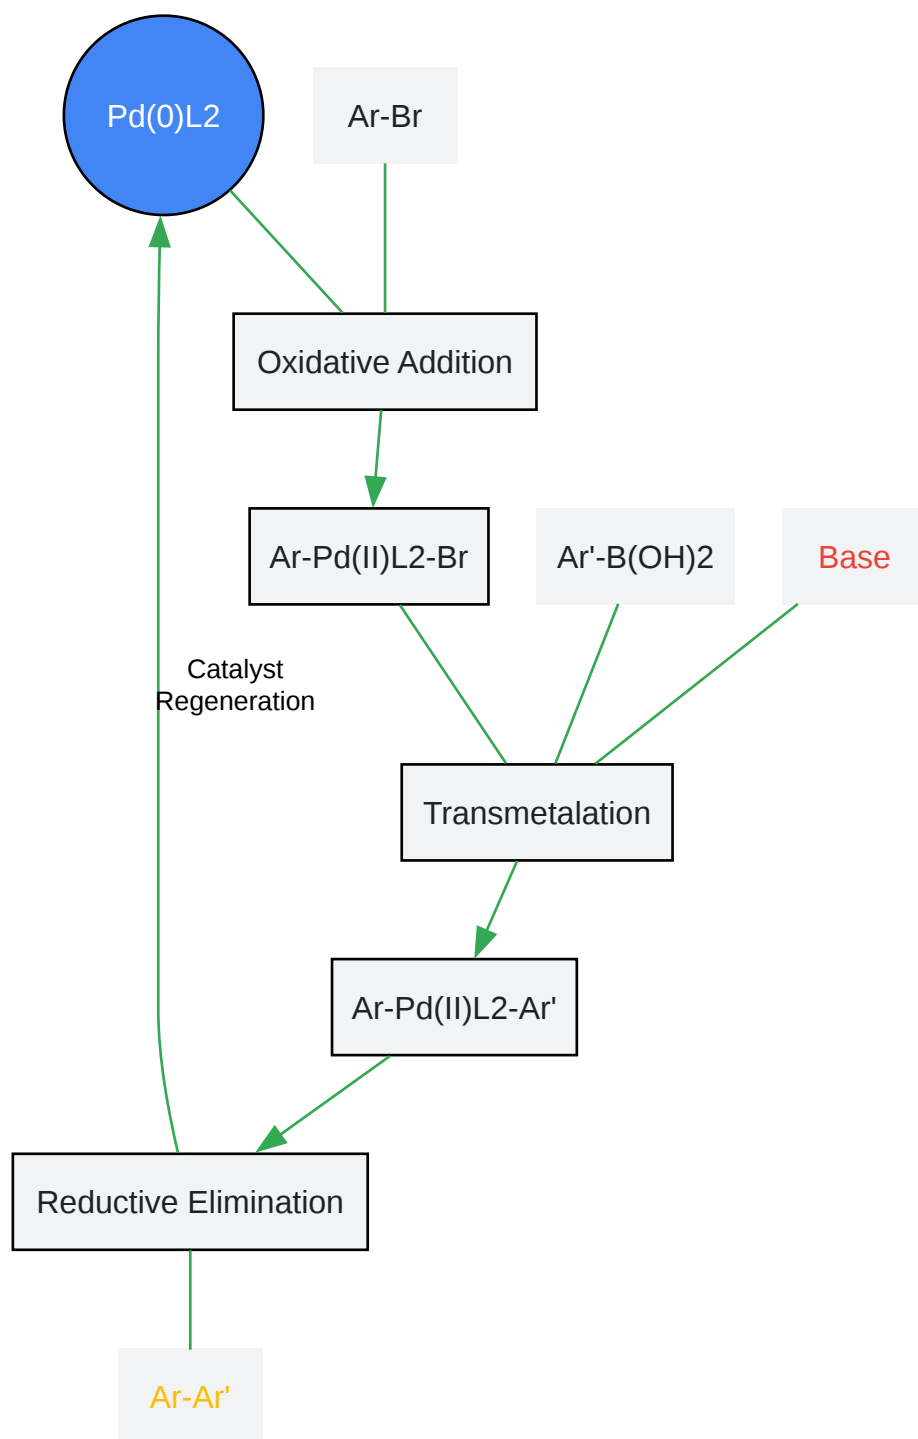 Pd(0)L2
Ar-Br
Oxidative Addition
Ar-Pd(II)L2-Br
Ar'-B(OH)2
Base
Catalyst
Regeneration
Transmetalation
Ar-Pd(II)L2-Ar'
Reductive Elimination
Ar-Ar'